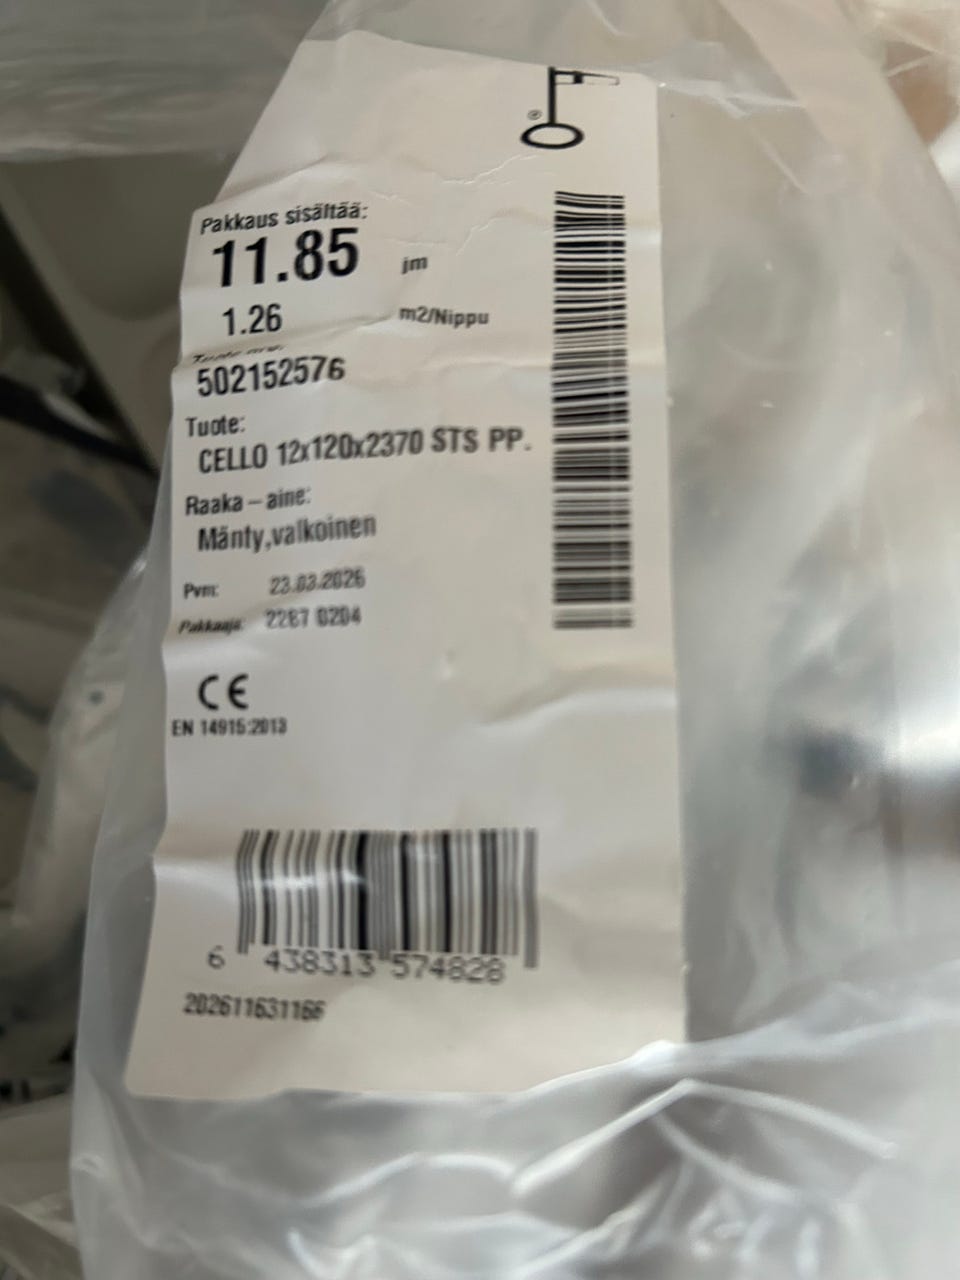 Pakkaus sisältää:
11.85 jm
1.26 m2/Nippu
502152576
Tuote:
CELLO 12x120x2370 STS PP.
Raaka – aine:
Mänty,valkoinen
Pvm: 23.03.2026
Pakkaaja: 2287 0204
CE
EN 14915:2013
6 438313 574828
202611631166